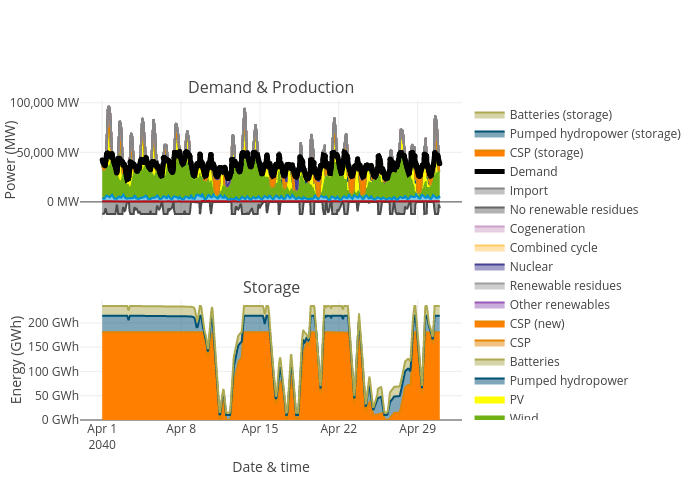 Demand & Production
100,000 MW
50,000 MW
0 MW
Power (MW)
Storage
200 GWh
150 GWh
100 GWh
50 GWh
0 GWh
Energy (GWh)
Apr 1
2040
Apr 8
Apr 15
Apr 22
Apr 29
Date & time
Batteries (storage)
Pumped hydropower (storage)
CSP (storage)
Demand
Import
No renewable residues
Cogeneration
Combined cycle
Nuclear
Renewable residues
Other renewables
CSP (new)
CSP
Batteries
Pumped hydropower
PV
Wind